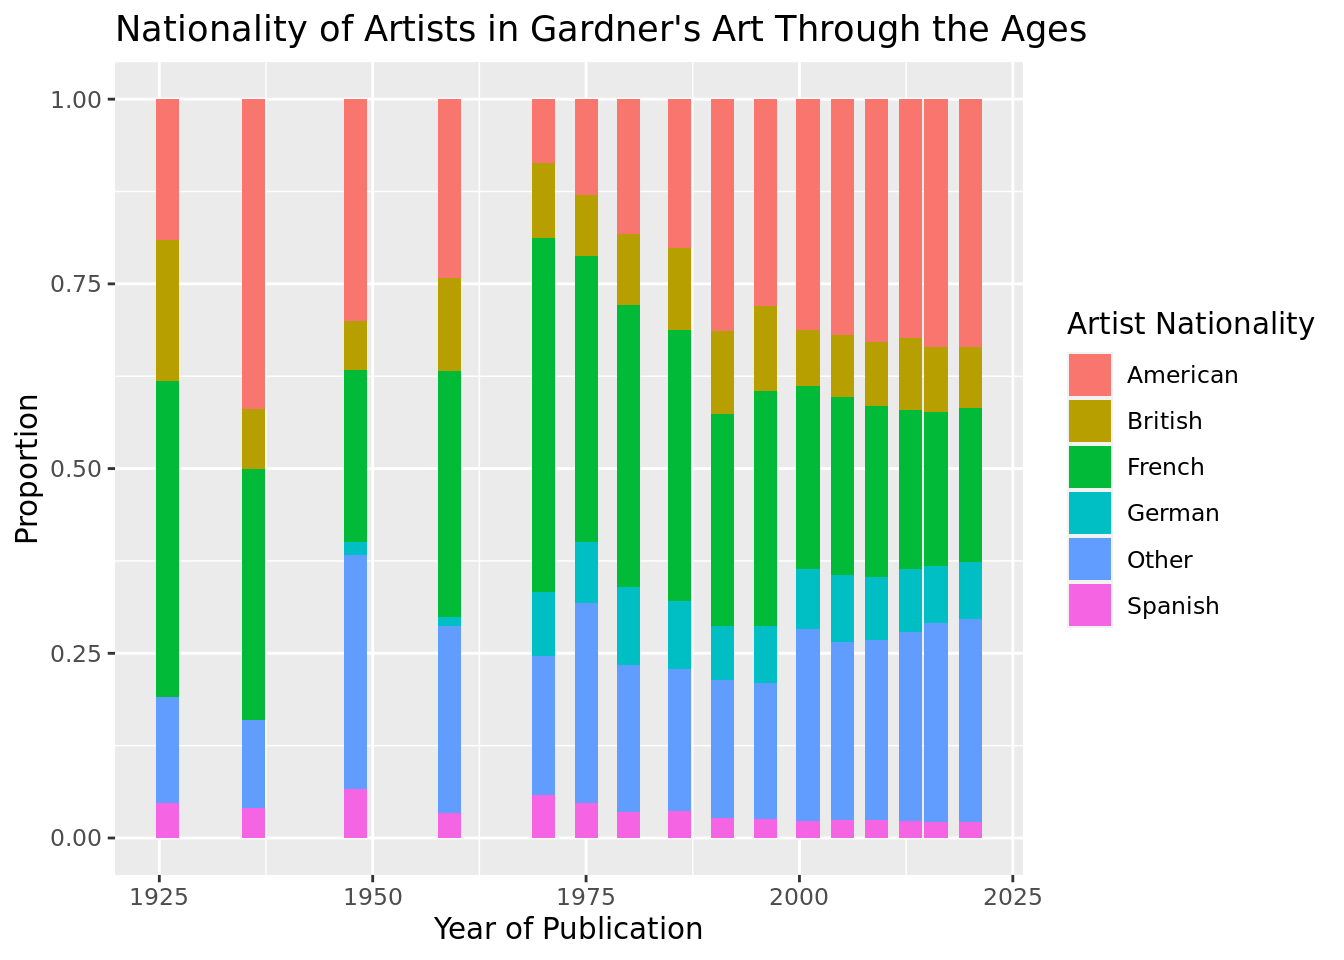 Nationality of Artists in Gardner's Art Through the Ages
1.00
0.75
0.50
0.25
0.00
Proportion
1925
1950
1975
2000
2025
Year of Publication
Artist Nationality
American
British
French
German
Other
Spanish